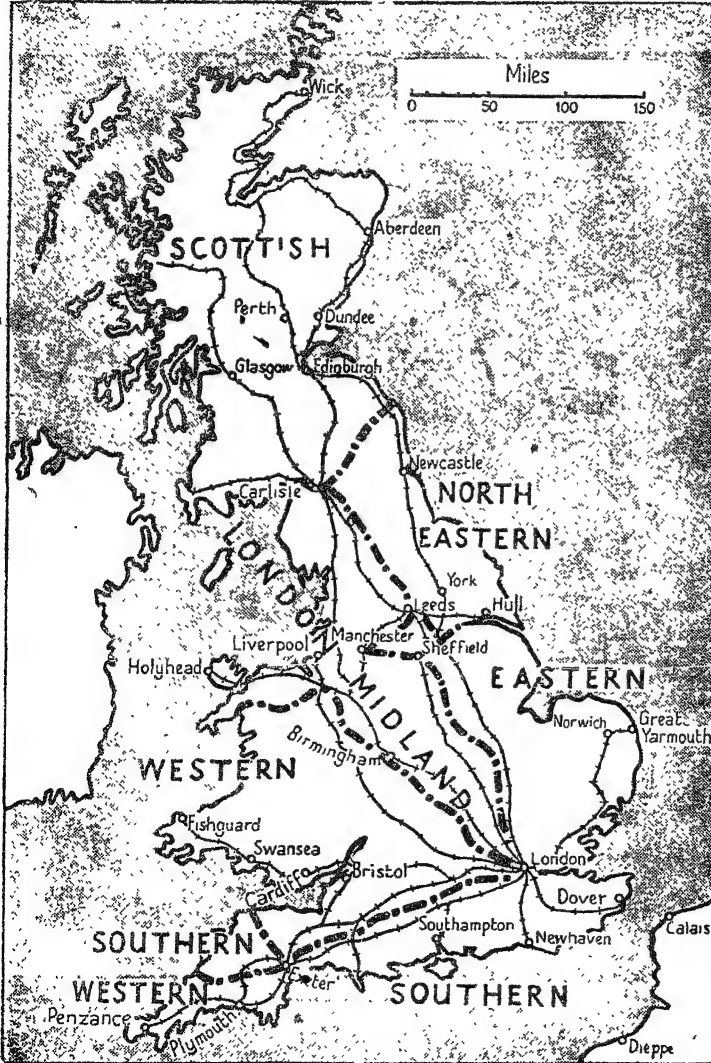 Miles
0 50 100 150
Wick
Aberdeen
SCOTTISH
Perth
Dundee
Glasgow
Edinburgh
Newcastle
Carlisle
NORTH
EASTERN
LONDON
York
Leeds
Hull
Liverpool
Manchester
Sheffield
Holyhead
EASTERN
MIDLAND
Norwich
Great
Yarmouth
Birmingham
WESTERN
Fishguard
Swansea
Cardiff
Bristol
London
Dover
Calais
Southampton
Newhaven
SOUTHERN
Exeter
WESTERN
SOUTHERN
Penzance
Plymouth
Dieppe